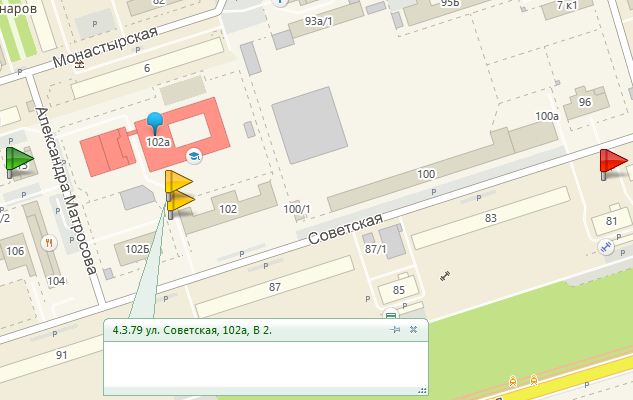 наров
82
93а/1
95Б
7 к1
Монастырская
6
96
100а
102а
Александра Матросова
100
/2
102
100/1
83
81
Советская
102Б
87/1
106
104
87
85
4.3.79 ул. Советская, 102а, В 2.
91
P
P
P
P
P
P
P
P
P
P
P
P
P